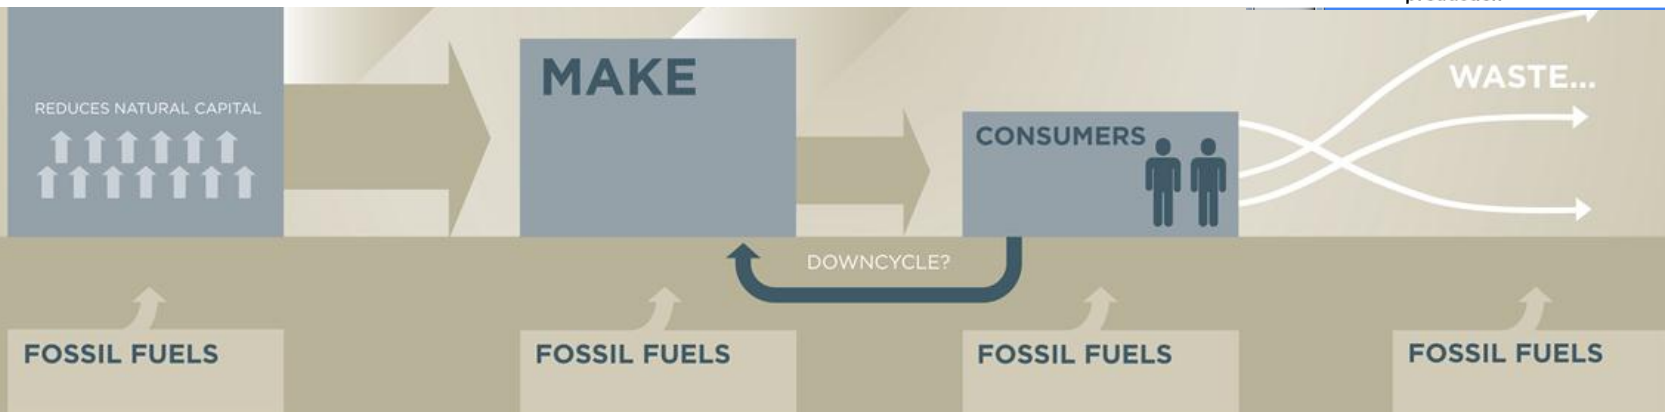 REDUCES NATURAL CAPITAL
MAKE
CONSUMERS
WASTE...
DOWNCYCLE?
FOSSIL FUELS
FOSSIL FUELS
FOSSIL FUELS
FOSSIL FUELS